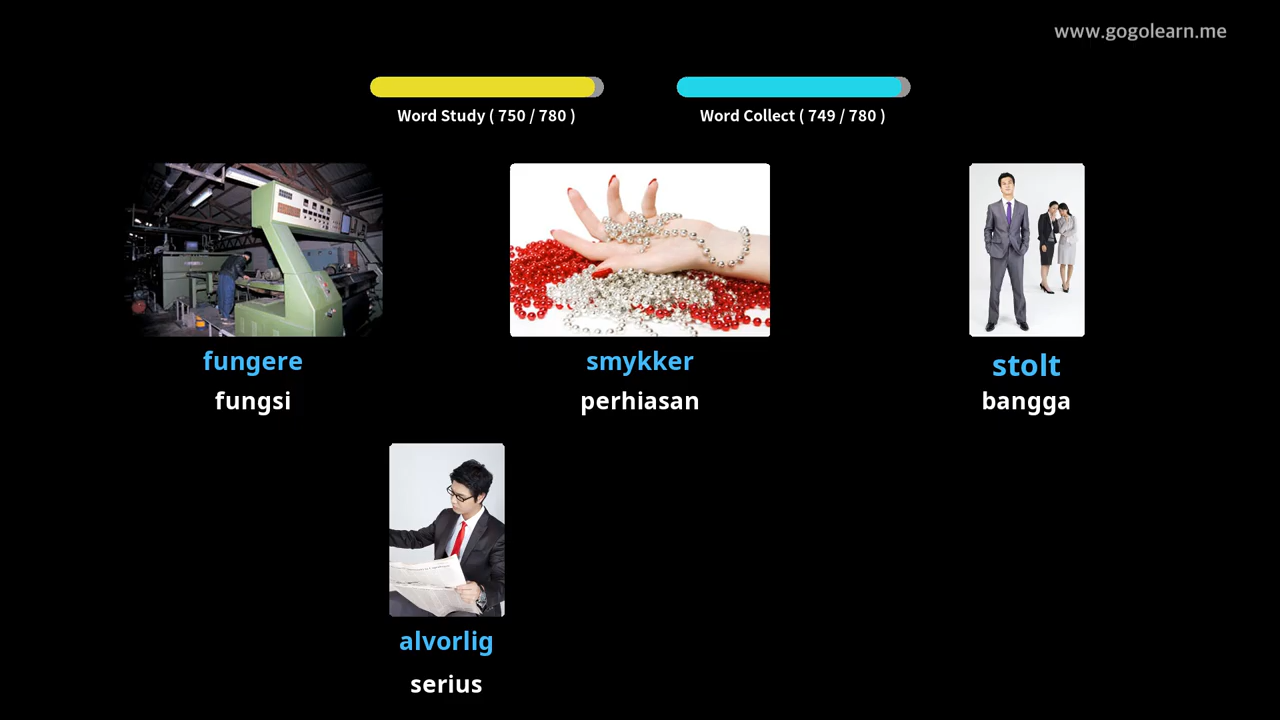 www.gogolearn.me
Word Study ( 750 / 780 )
Word Collect ( 749 / 780 )
fungere
fungsi
smykker
perhiasan
stolt
bangga
alvorlig
serius